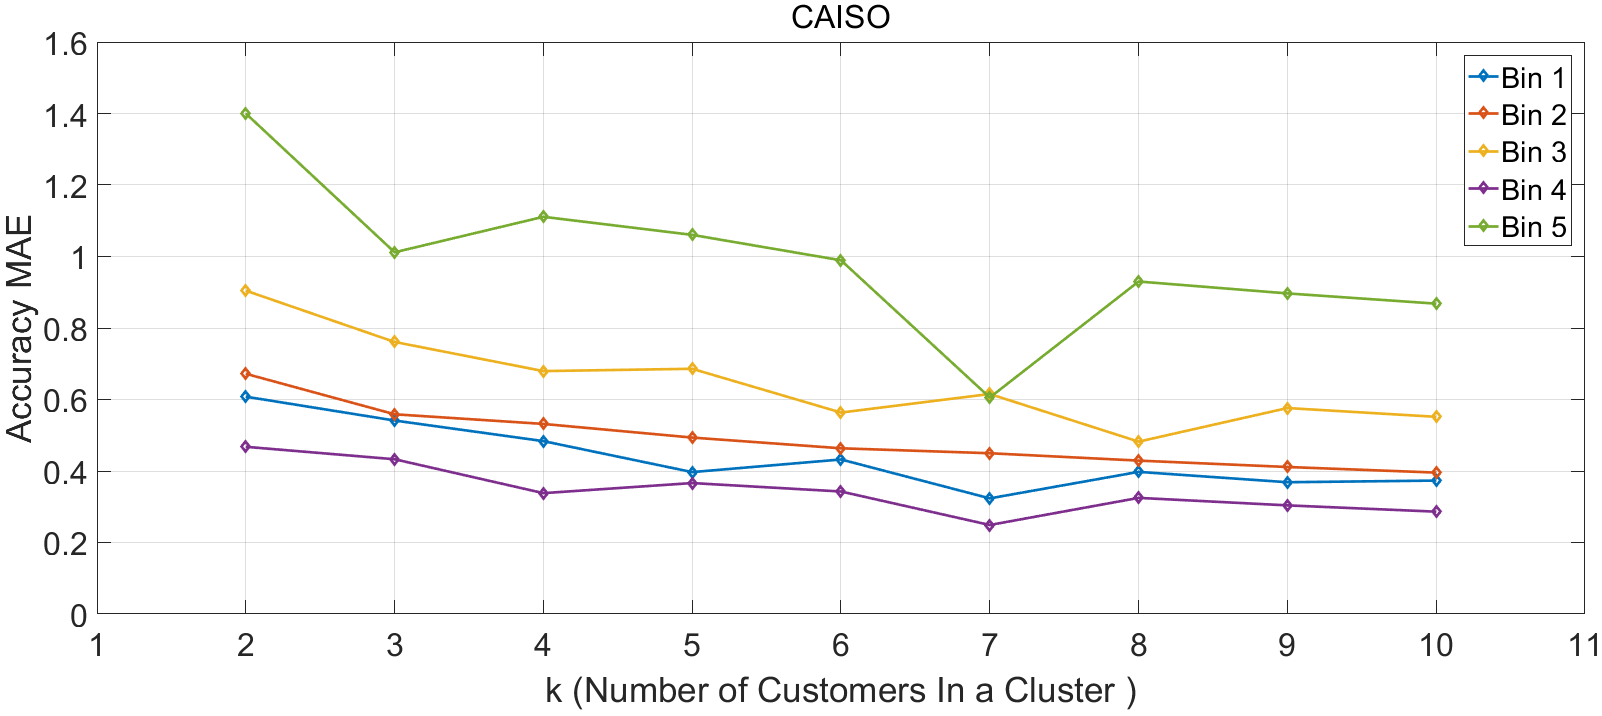 CAISO
1.6
1.4
1.2
1
0.8
0.6
0.4
0.2
0
Accuracy MAE
Bin 1
Bin 2
Bin 3
Bin 4
Bin 5
1 2 3 4 5 6 7 8 9 10 11
k (Number of Customers In a Cluster )